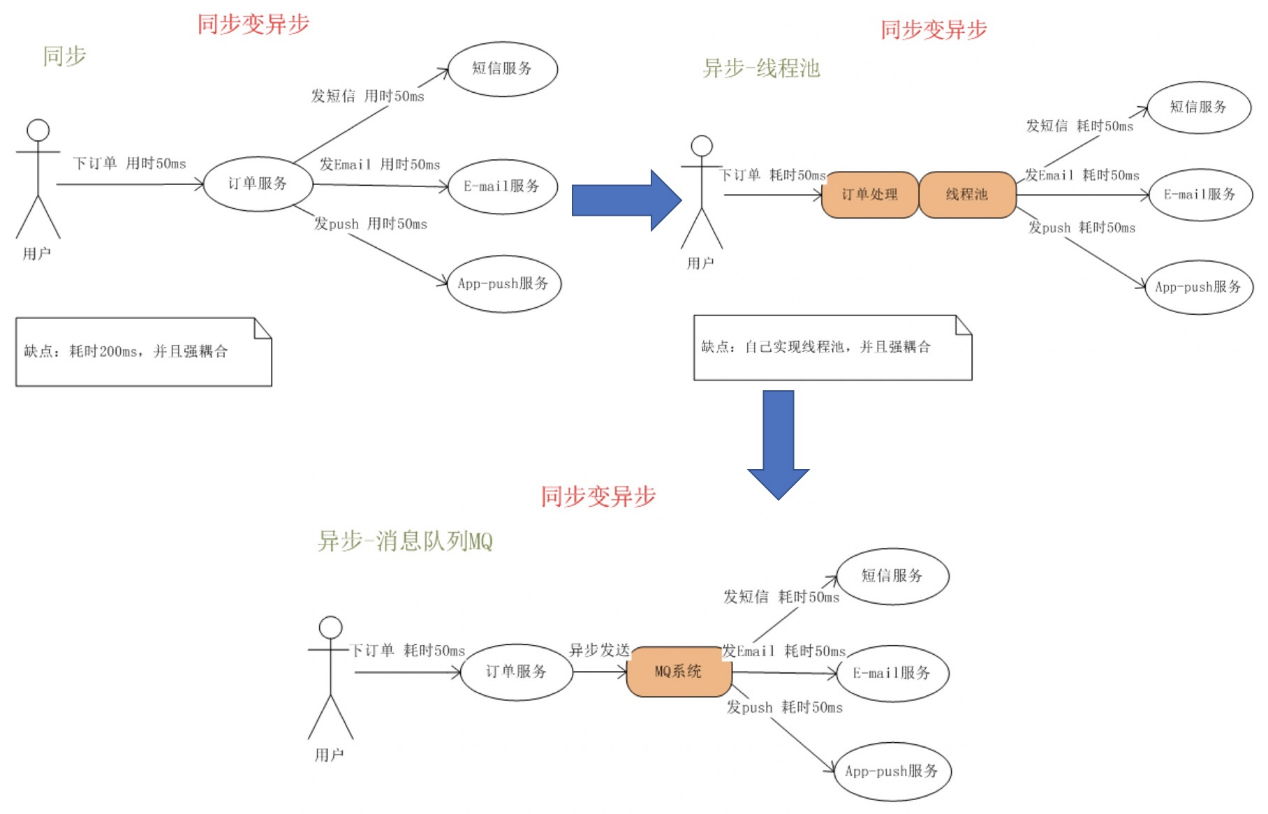 同步变异步
同步
短信服务
发短信 用时50ms
下订单 用时50ms
发Email 用时50ms
订单服务
E-mail服务
发push 用时50ms
用户
App-push服务
缺点：耗时200ms，并且强耦合
同步变异步
异步-线程池
短信服务
发短信 耗时50ms
下订单 耗时50ms
发Email 耗时50ms
订单处理
线程池
E-mail服务
发push 耗时50ms
用户
App-push服务
缺点：自己实现线程池，并且强耦合
同步变异步
异步-消息队列MQ
短信服务
发短信 耗时50ms
下订单 耗时50ms
异步发送
发Email 耗时50ms
订单服务
MQ系统
E-mail服务
发push 耗时50ms
用户
App-push服务